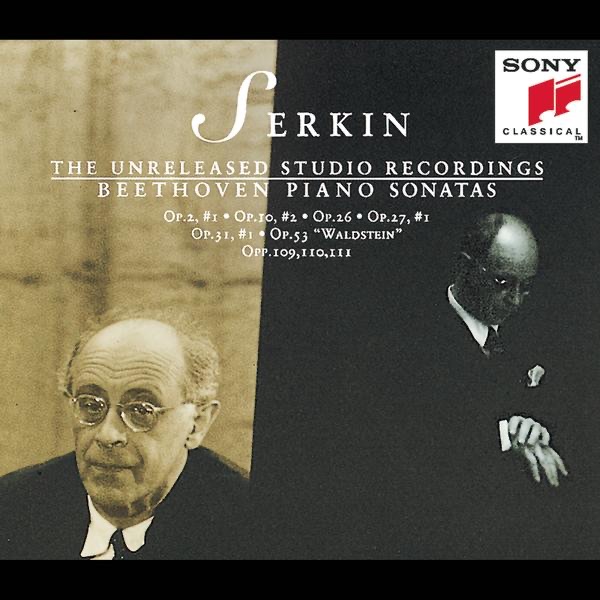 SONY
CLASSICAL™
SERKIN
THE UNRELEASED STUDIO RECORDINGS
BEETHOVEN PIANO SONATAS
OP.2, #1 • OP.10, #2 • OP.26 • OP.27, #1
OP.31, #1 • OP.53 “WALDSTEIN”
OPP.109,110,111